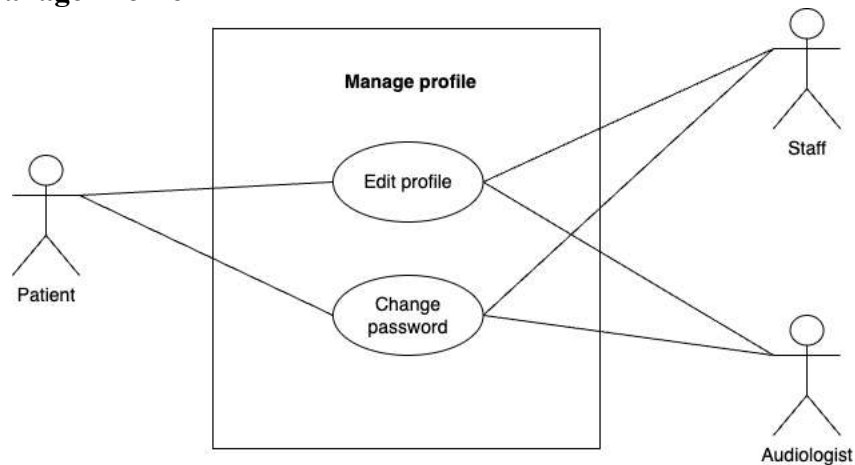 Manage profile
Edit profile
Change
password
Patient
Staff
Audiologist